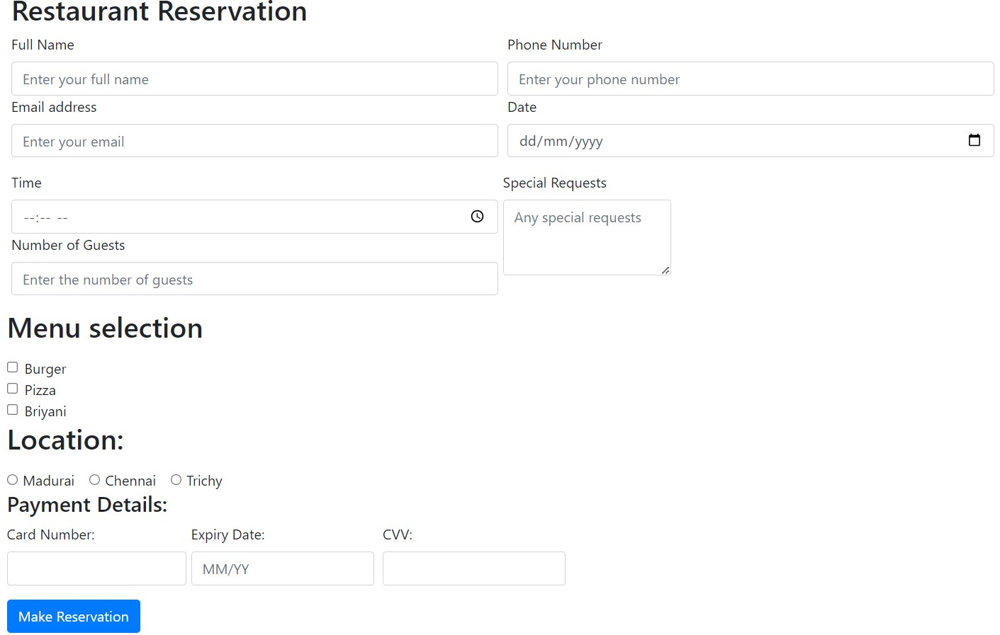 Restaurant Reservation
Full Name
Phone Number
Enter your full name
Enter your phone number
Email address
Date
Enter your email
dd/mm/yyyy
Time
Special Requests
--:-- --
Any special requests
Number of Guests
Enter the number of guests
Menu selection
Burger
Pizza
Briyani
Location:
Madurai Chennai Trichy
Payment Details:
Card Number: Expiry Date: CVV:
MM/YY
Make Reservation